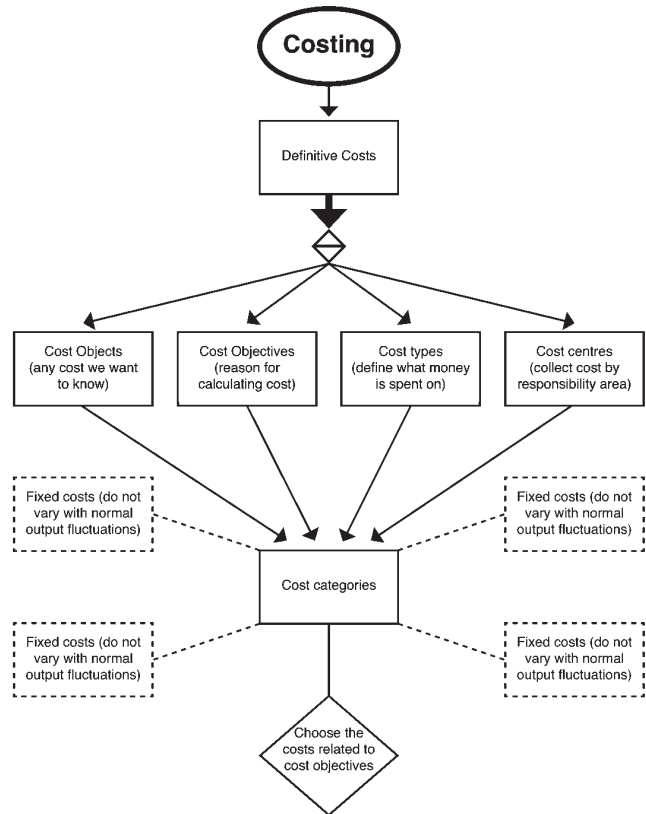 Costing
Definitive Costs
Cost Objects
(any cost we want
to know)
Cost Objectives
(reason for
calculating cost)
Cost types
(define what money
is spent on)
Cost centres
(collect cost by
responsibility area)
Fixed costs (do not
vary with normal
output fluctuations)
Fixed costs (do not
vary with normal
output fluctuations)
Cost categories
Fixed costs (do not
vary with normal
output fluctuations)
Fixed costs (do not
vary with normal
output fluctuations)
Choose the
costs related to
cost objectives